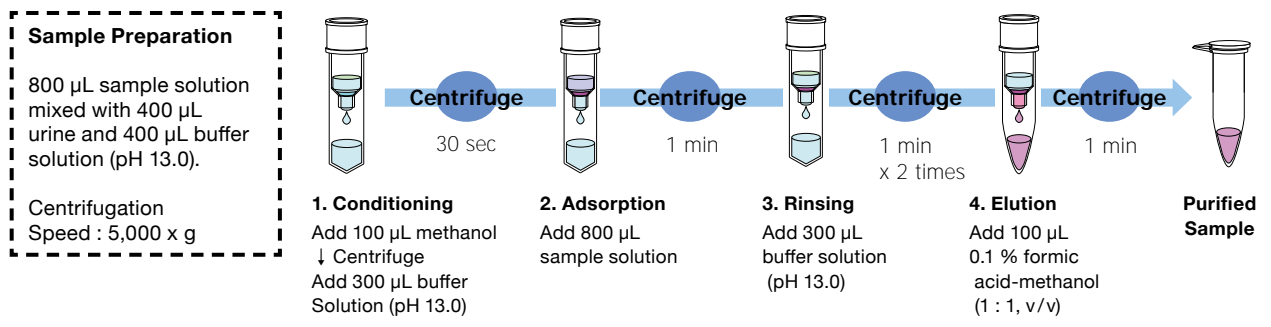 Sample Preparation
800 µL sample solution
mixed with 400 µL
urine and 400 µL buffer
solution (pH 13.0).
Centrifugation
Speed : 5,000 x g
Centrifuge
30 sec
Centrifuge
1 min
Centrifuge
1 min
x 2 times
Centrifuge
1 min
1. Conditioning
Add 100 µL methanol
↓ Centrifuge
Add 300 µL buffer
Solution (pH 13.0)
2. Adsorption
Add 800 µL
sample solution
3. Rinsing
Add 300 µL
buffer solution
(pH 13.0)
4. Elution
Add 100 µL
0.1 % formic
acid-methanol
(1 : 1, v/v)
Purified
Sample